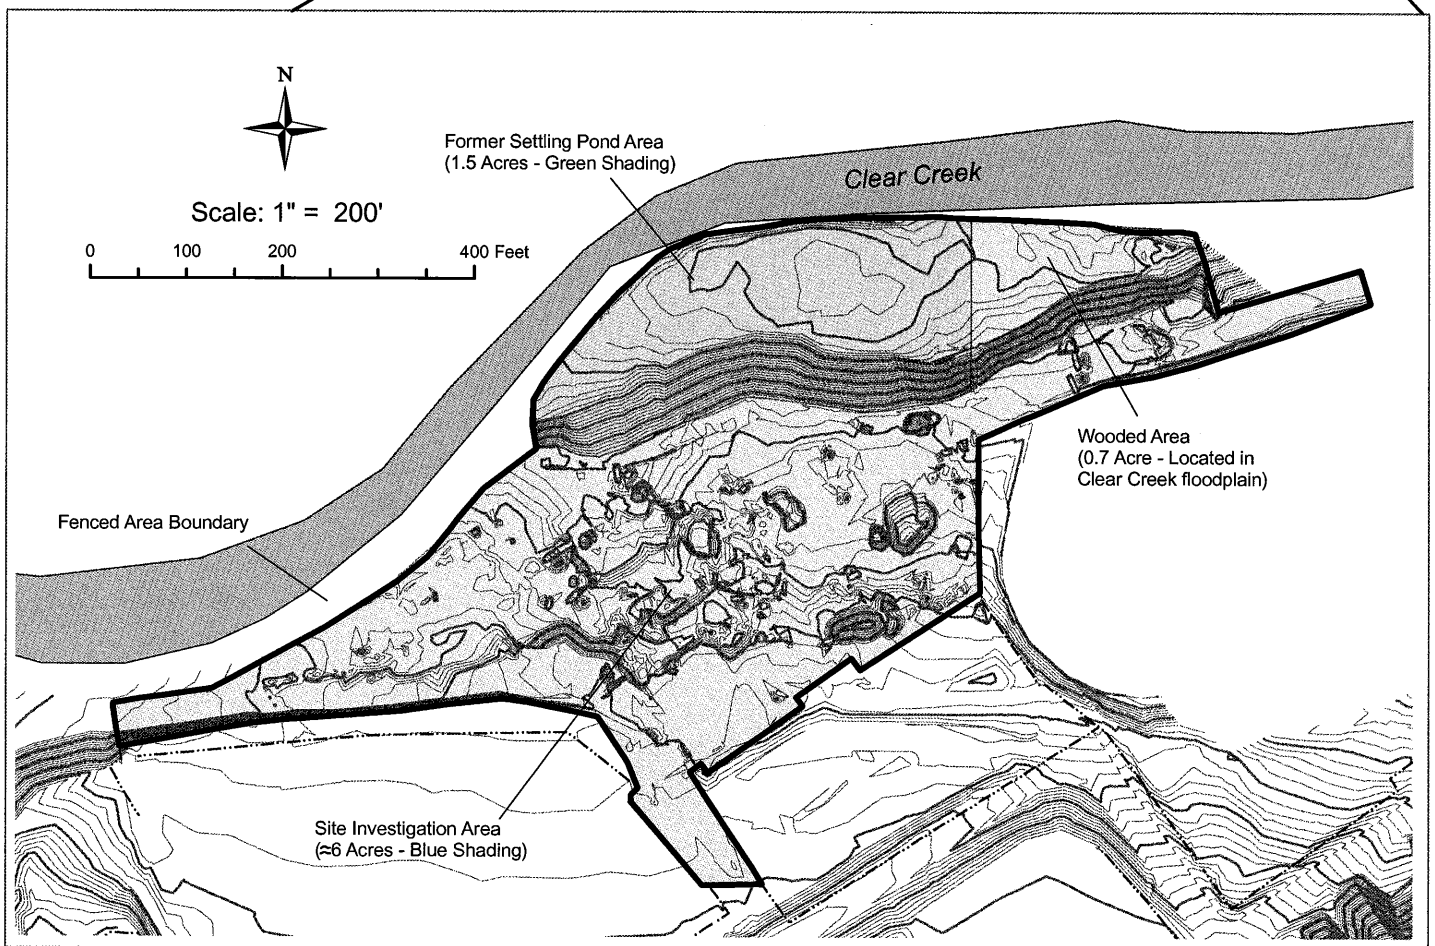 N
Scale: 1" = 200'
0 100 200 400 Feet
Former Settling Pond Area
(1.5 Acres - Green Shading)
Clear Creek
Wooded Area
(0.7 Acre - Located in
Clear Creek floodplain)
Fenced Area Boundary
Site Investigation Area
(≈6 Acres - Blue Shading)